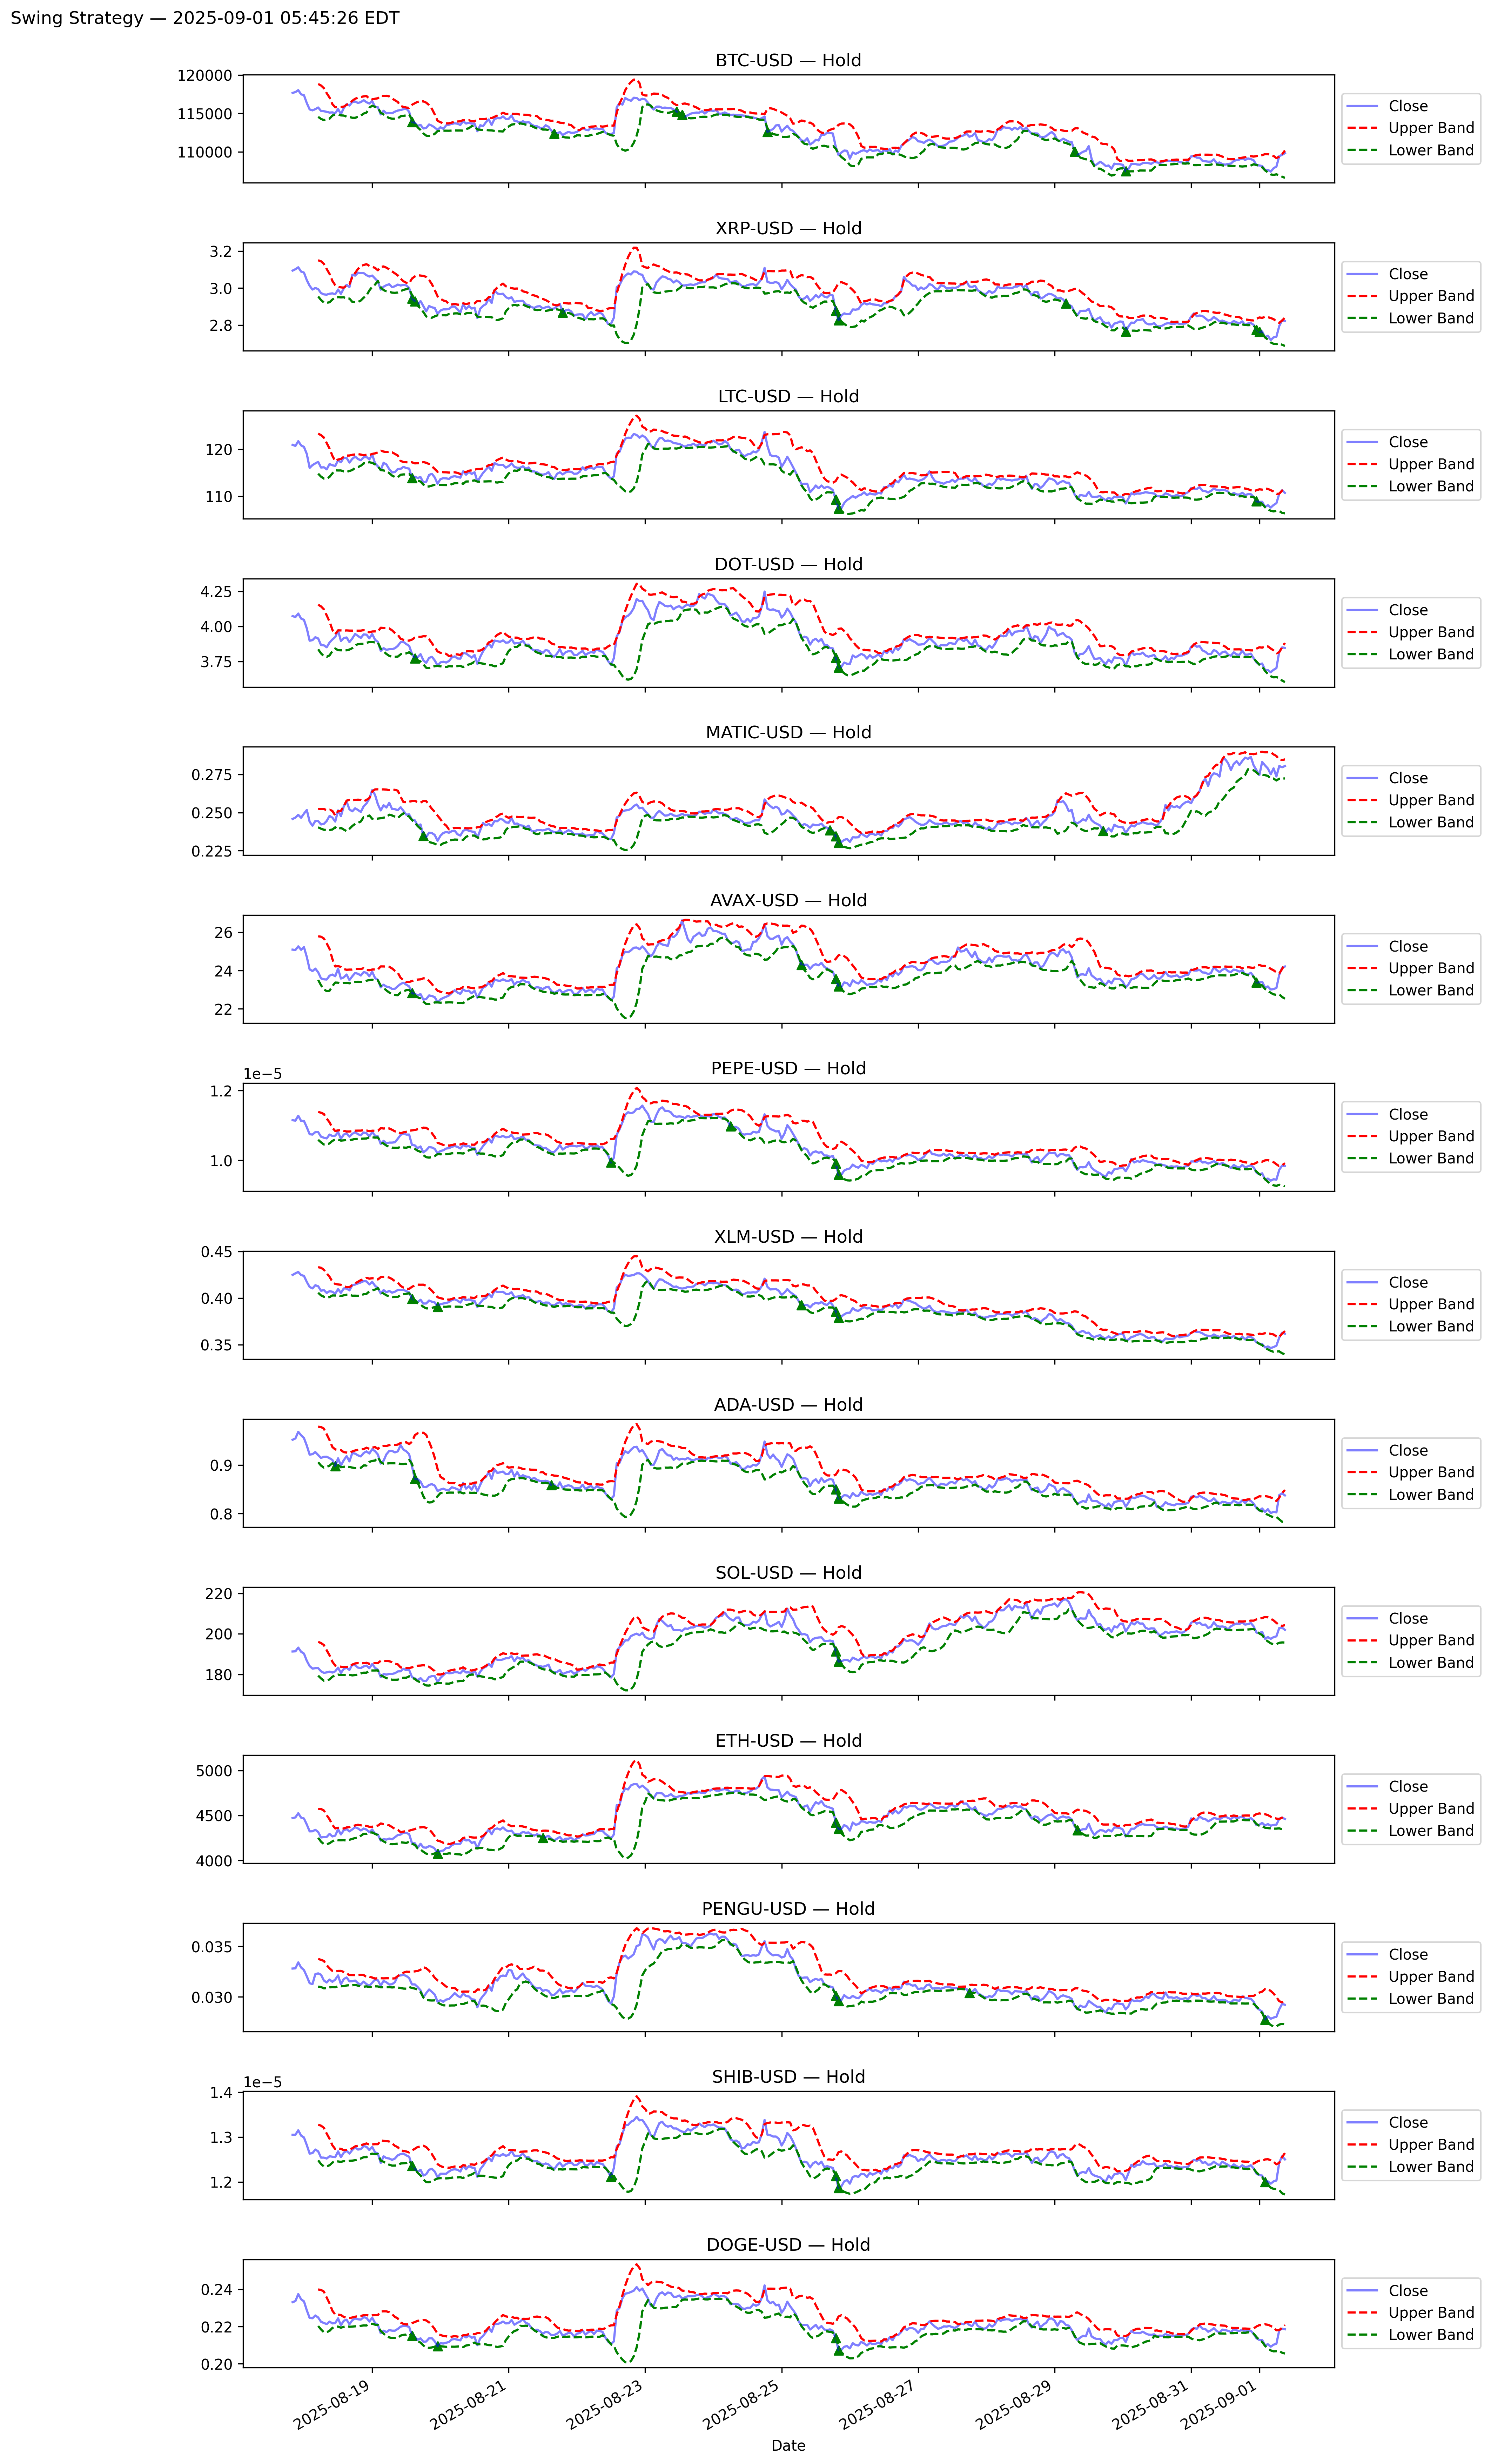 Swing Strategy — 2025-09-01 05:45:26 EDT
BTC-USD — Hold
120000
115000
110000
Close
Upper Band
Lower Band
XRP-USD — Hold
3.2
3.0
2.8
Close
Upper Band
Lower Band
LTC-USD — Hold
120
110
Close
Upper Band
Lower Band
DOT-USD — Hold
4.25
4.00
3.75
Close
Upper Band
Lower Band
MATIC-USD — Hold
0.275
0.250
0.225
Close
Upper Band
Lower Band
AVAX-USD — Hold
26
24
22
Close
Upper Band
Lower Band
PEPE-USD — Hold
1e−5
1.2
1.0
Close
Upper Band
Lower Band
XLM-USD — Hold
0.45
0.40
0.35
Close
Upper Band
Lower Band
ADA-USD — Hold
0.9
0.8
Close
Upper Band
Lower Band
SOL-USD — Hold
220
200
180
Close
Upper Band
Lower Band
ETH-USD — Hold
5000
4500
4000
Close
Upper Band
Lower Band
PENGU-USD — Hold
0.035
0.030
Close
Upper Band
Lower Band
SHIB-USD — Hold
1e−5
1.4
1.3
1.2
Close
Upper Band
Lower Band
DOGE-USD — Hold
0.24
0.22
0.20
Close
Upper Band
Lower Band
2025-08-19
2025-08-21
2025-08-23
2025-08-25
2025-08-27
2025-08-29
2025-08-31
2025-09-01
Date